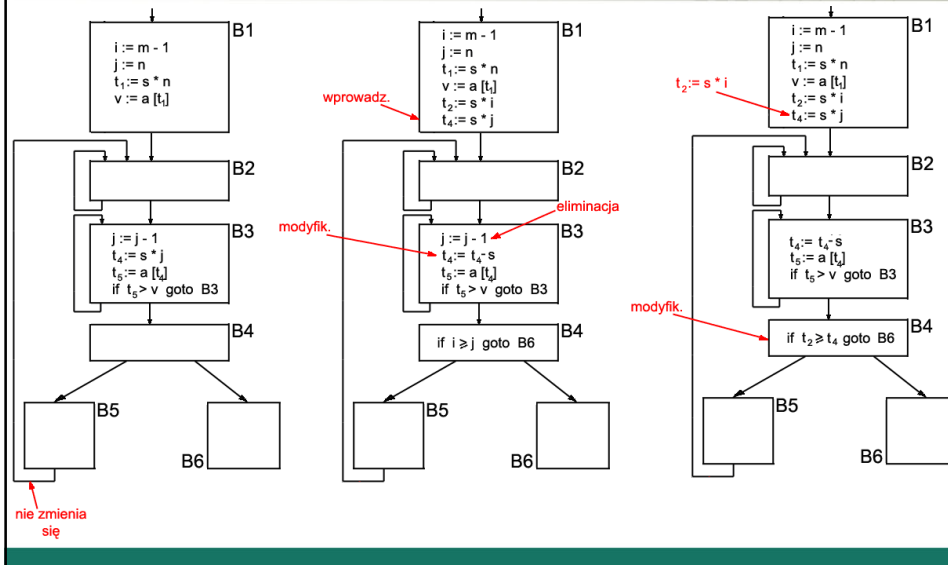 B1
i := m - 1
j := n
t₁:= s * n
v := a [t₁]
B2
B3
j := j - 1
t₄:= s * j
t₅:= a [t₄]
if t₅ > v goto B3
B4
B5
B6
nie zmienia
się
B1
i := m - 1
j := n
t₁:= s * n
v := a [t₁]
t₂:= s * i
t₄:= s * j
wprowadz.
B2
eliminacja
modyfik.
B3
j := j - 1
t₄:= t₄-s
t₅:= a [t₄]
if t₅ > v goto B3
B4
if i ⩾ j goto B6
B5
B6
B1
i := m - 1
j := n
t₁:= s * n
v := a [t₁]
t₂:= s * i
t₄:= s * j
t₂:= s * i
B2
B3
t₄:= t₄-s
t₅:= a [t₄]
if t₅ > v goto B3
modyfik.
B4
if t₂ ⩾ t₄ goto B6
B5
B6